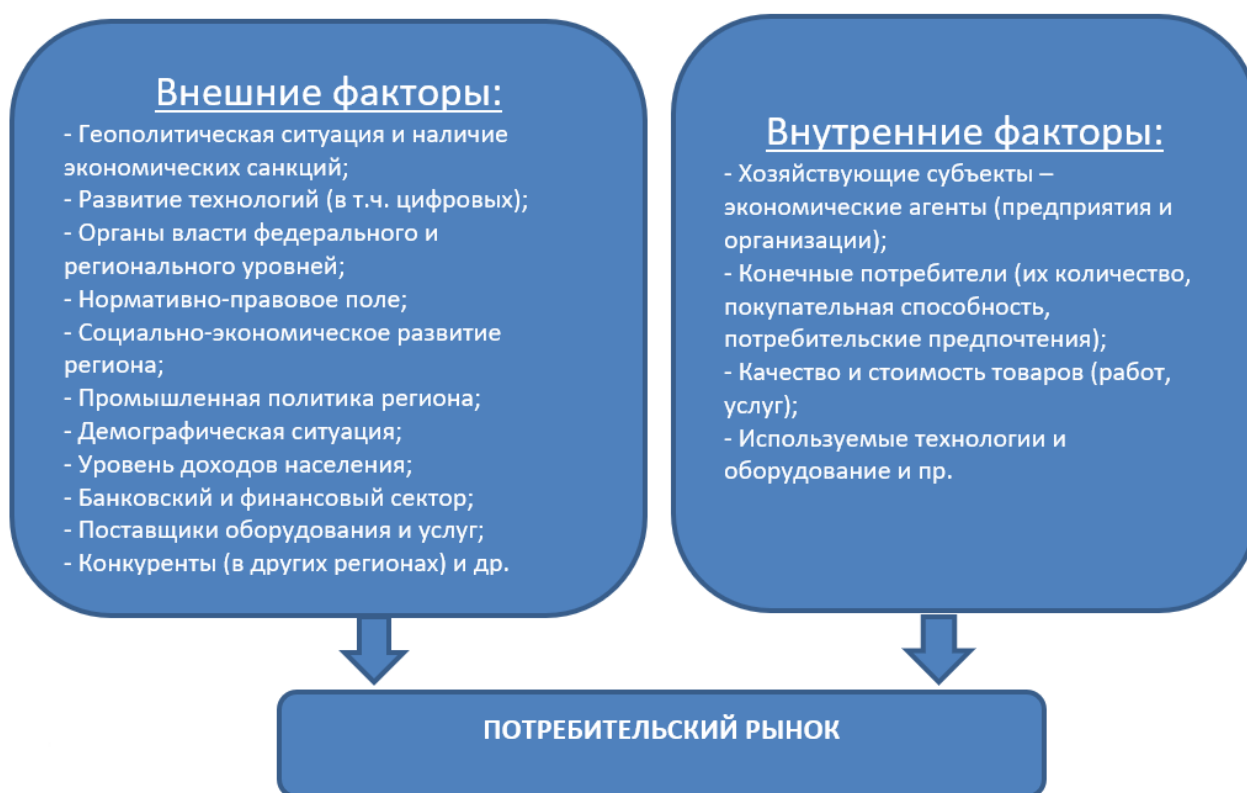 Внешние факторы:
- Геополитическая ситуация и наличие
экономических санкций;
- Развитие технологий (в т.ч. цифровых);
- Органы власти федерального и
регионального уровней;
- Нормативно-правовое поле;
- Социально-экономическое развитие
региона;
- Промышленная политика региона;
- Демографическая ситуация;
- Уровень доходов населения;
- Банковский и финансовый сектор;
- Поставщики оборудования и услуг;
- Конкуренты (в других регионах) и др.
Внутренние факторы:
- Хозяйствующие субъекты –
экономические агенты (предприятия и
организации);
- Конечные потребители (их количество,
покупательная способность,
потребительские предпочтения);
- Качество и стоимость товаров (работ,
услуг);
- Используемые технологии и
оборудование и пр.
ПОТРЕБИТЕЛЬСКИЙ РЫНОК